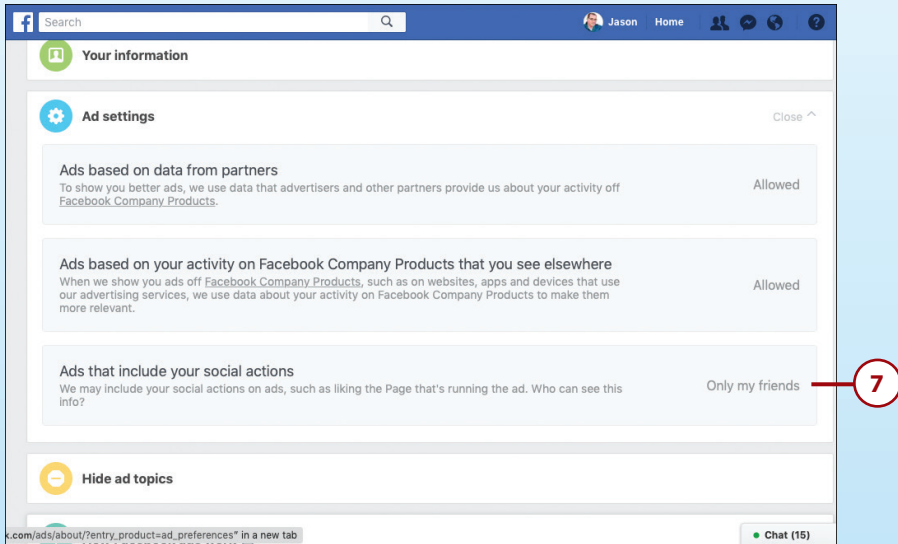 f Search Jason Home
Your information
Ad settings Close
Ads based on data from partners
To show you better ads, we use data that advertisers and other partners provide us about your activity off
Facebook Company Products.
Allowed
Ads based on your activity on Facebook Company Products that you see elsewhere
When we show you ads off Facebook Company Products, such as on websites, apps and devices that use
our advertising services, we use data about your activity on Facebook Company Products to make them
more relevant.
Allowed
Ads that include your social actions
We may include your social actions on ads, such as liking the Page that's running the ad. Who can see this
info?
Only my friends
7
Hide ad topics
k.com/ads/about/?entry_product=ad_preferences" in a new tab
Chat (15)